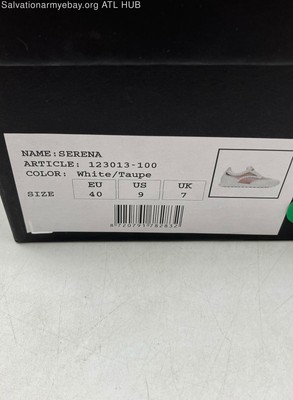 Salvationarmyebay.org ATL HUB
NAME:SERENA
ARTICLE: 123013-100
COLOR: White/Taupe
SIZE EU US UK
40 9 7